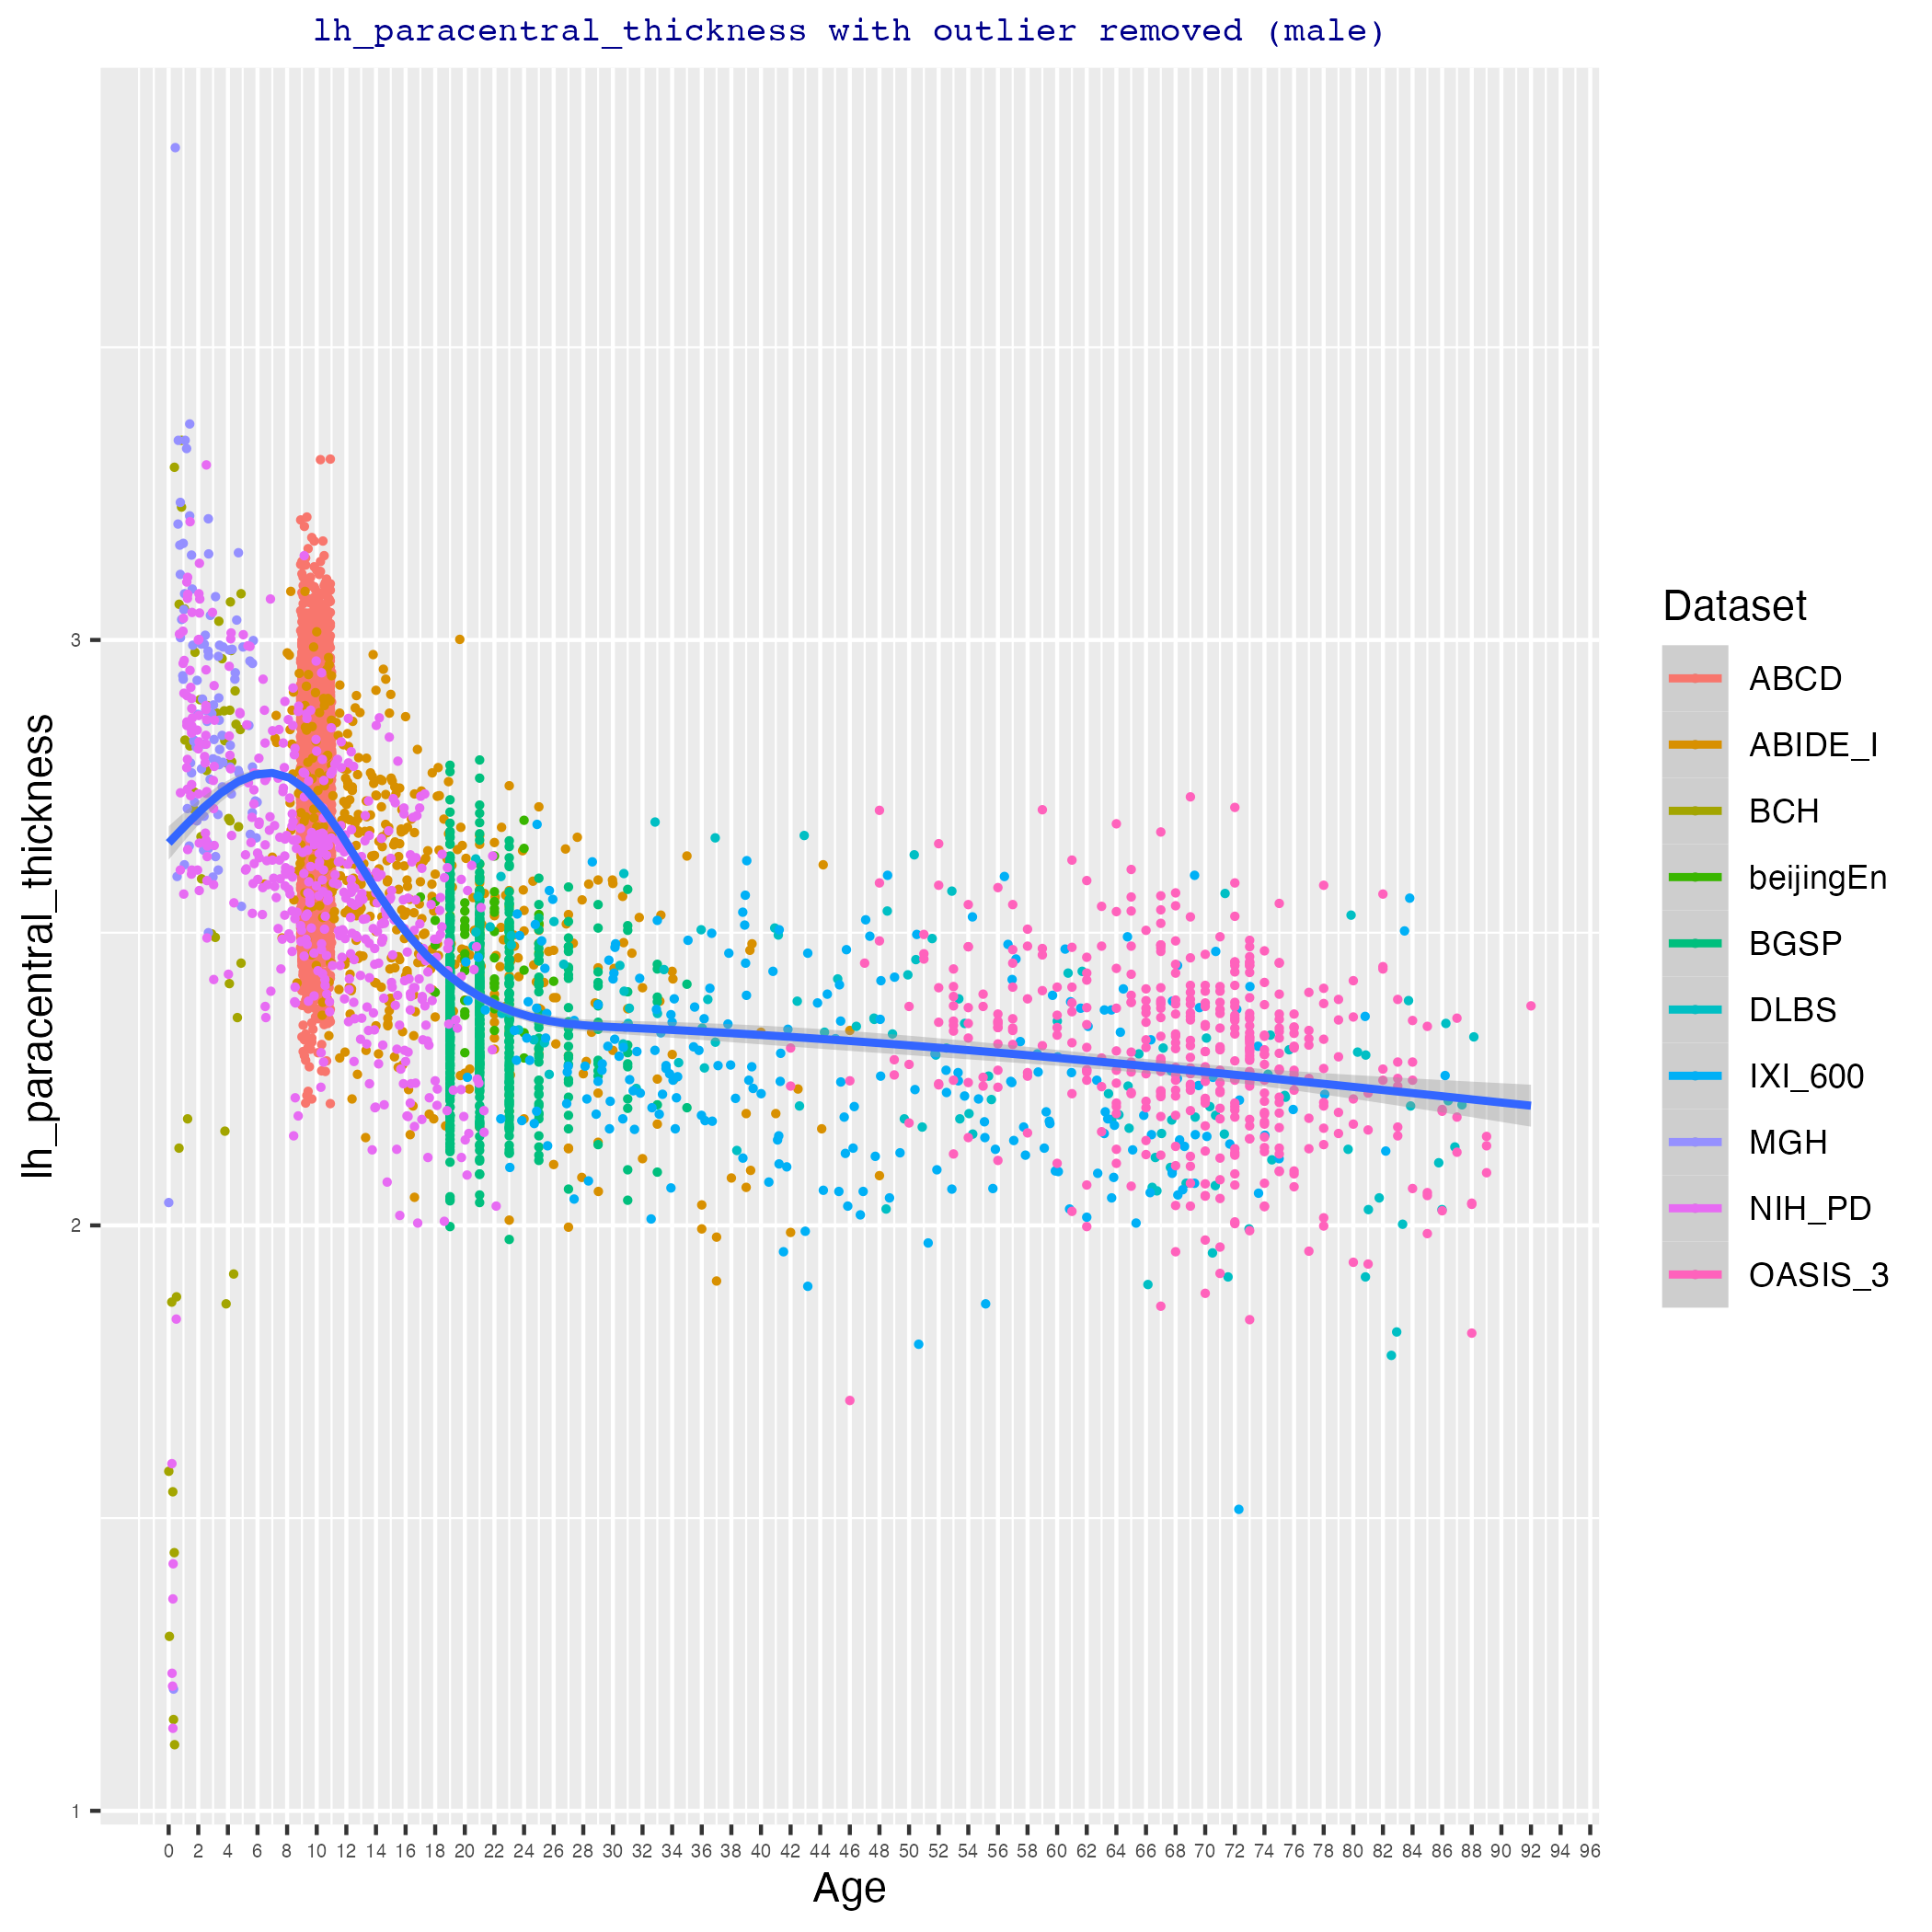 lh_paracentral_thickness with outlier removed (male)
lh_paracentral_thickness
3
2
1
0 2 4 6 8 10 12 14 16 18 20 22 24 26 28 30 32 34 36 38 40 42 44 46 48 50 52 54 56 58 60 62 64 66 68 70 72 74 76 78 80 82 84 86 88 90 92 94 96
Age
Dataset
ABCD
ABIDE_I
BCH
beijingEn
BGSP
DLBS
IXI_600
MGH
NIH_PD
OASIS_3